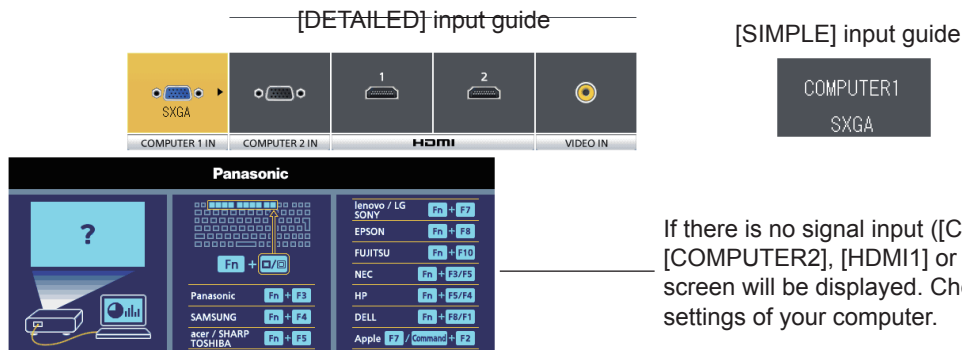 [DETAILED] input guide
[SIMPLE] input guide
SXGA
1
2
COMPUTER 1 IN
COMPUTER 2 IN
HDMI
VIDEO IN
COMPUTER1
SXGA
Panasonic
?
Fn +
Panasonic Fn + F3
SAMSUNG Fn + F4
acer / SHARP
TOSHIBA Fn + F5
lenovo / LG
SONY Fn + F7
EPSON Fn + F8
FUJITSU Fn + F10
NEC Fn + F3/F5
HP Fn + F5/F4
DELL Fn + F8/F1
Apple F7 / Command + F2
If there is no signal input ([C
[COMPUTER2], [HDMI1] or
screen will be displayed. Che
settings of your computer.